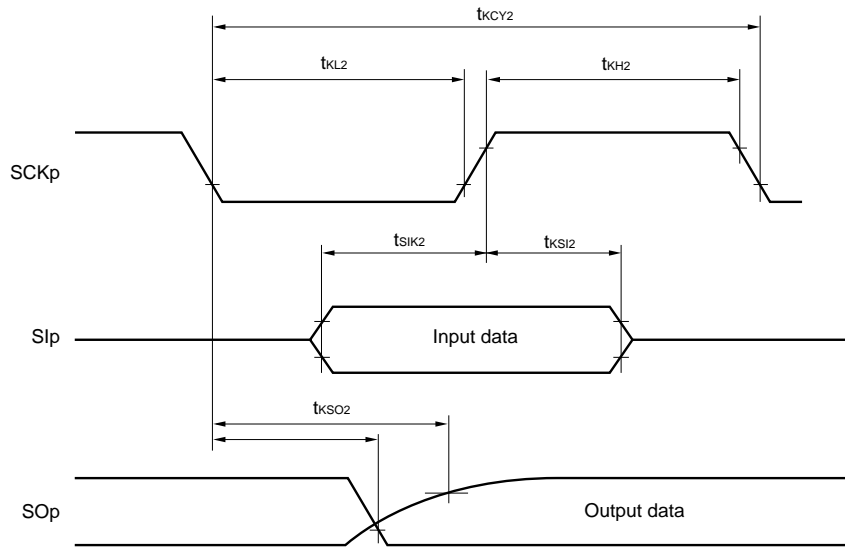 tKCY2
tKL2
tKH2
SCKp
tSIK2
tKSI2
SIp
Input data
tKSO2
SOp
Output data